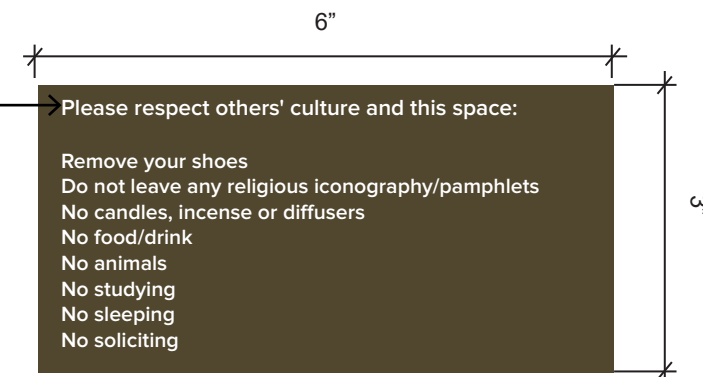 6”
Please respect others' culture and this space:
Remove your shoes
Do not leave any religious iconography/pamphlets
No candles, incense or diffusers
No food/drink
No animals
No studying
No sleeping
No soliciting
3”